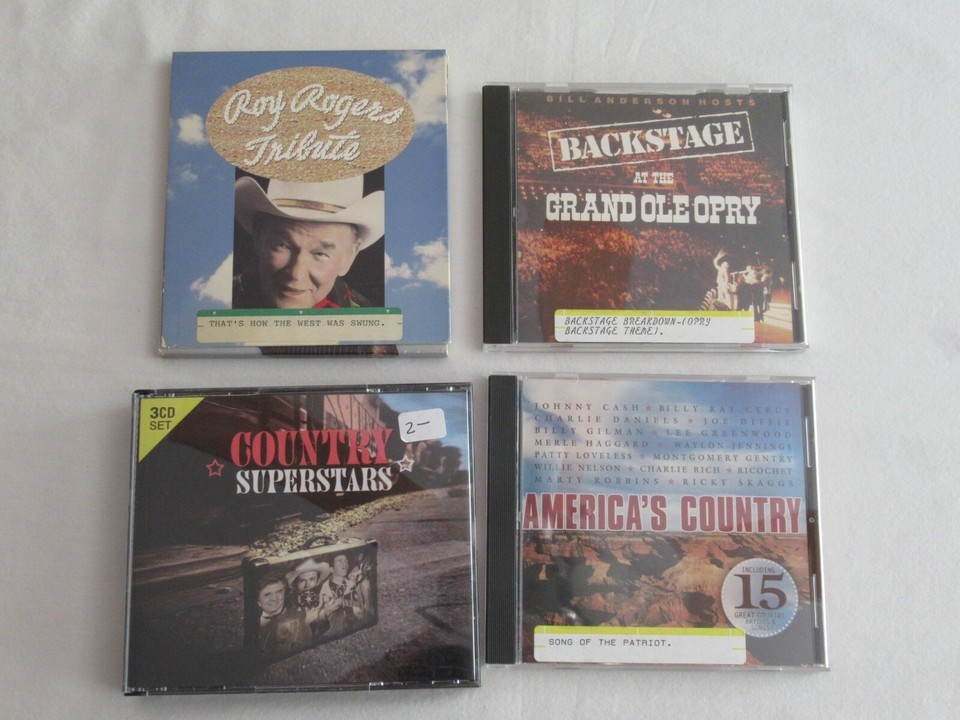 Roy Rogers
Tribute
THAT'S HOW THE WEST WAS SWUNG.
BILL ANDERSON HOSTS
BACKSTAGE
AT THE
GRAND OLE OPRY
BACKSTAGE BREAKDOWN-(OPRY
BACKSTAGE THEME).
3CD
SET
2-
COUNTRY
SUPERSTARS
JOHNNY CASH ★ BILLY RAY CYRUS
CHARLIE DANIELS ★ JOE DIFFIE
BILLY GILMAN ★ LEE GREENWOOD
MERLE HAGGARD ★ WAYLON JENNINGS
PATTY LOVELESS ★ MONTGOMERY GENTRY
WILLIE NELSON ★ CHARLIE RICH ★ RICOCHET
MARTY ROBBINS ★ RICKY SKAGGS
AMERICA'S COUNTRY
INCLUDING
15
GREAT COUNTRY
SONG OF THE PATRIOT.